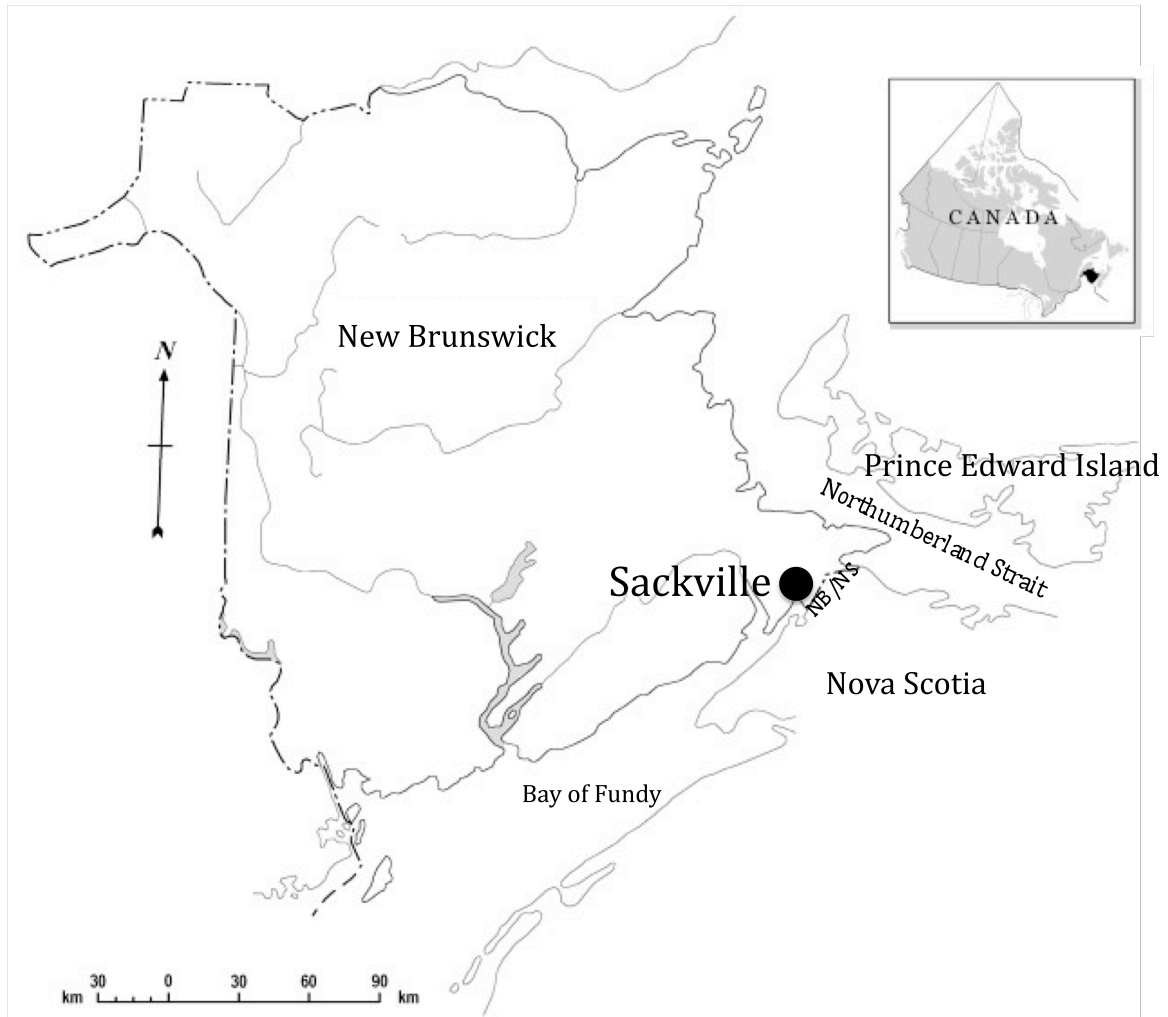 CANADA
New Brunswick
N
Prince Edward Island
Northumberland Strait
Sackville
NB/NS
Nova Scotia
Bay of Fundy
30 0 30 60 90
km km